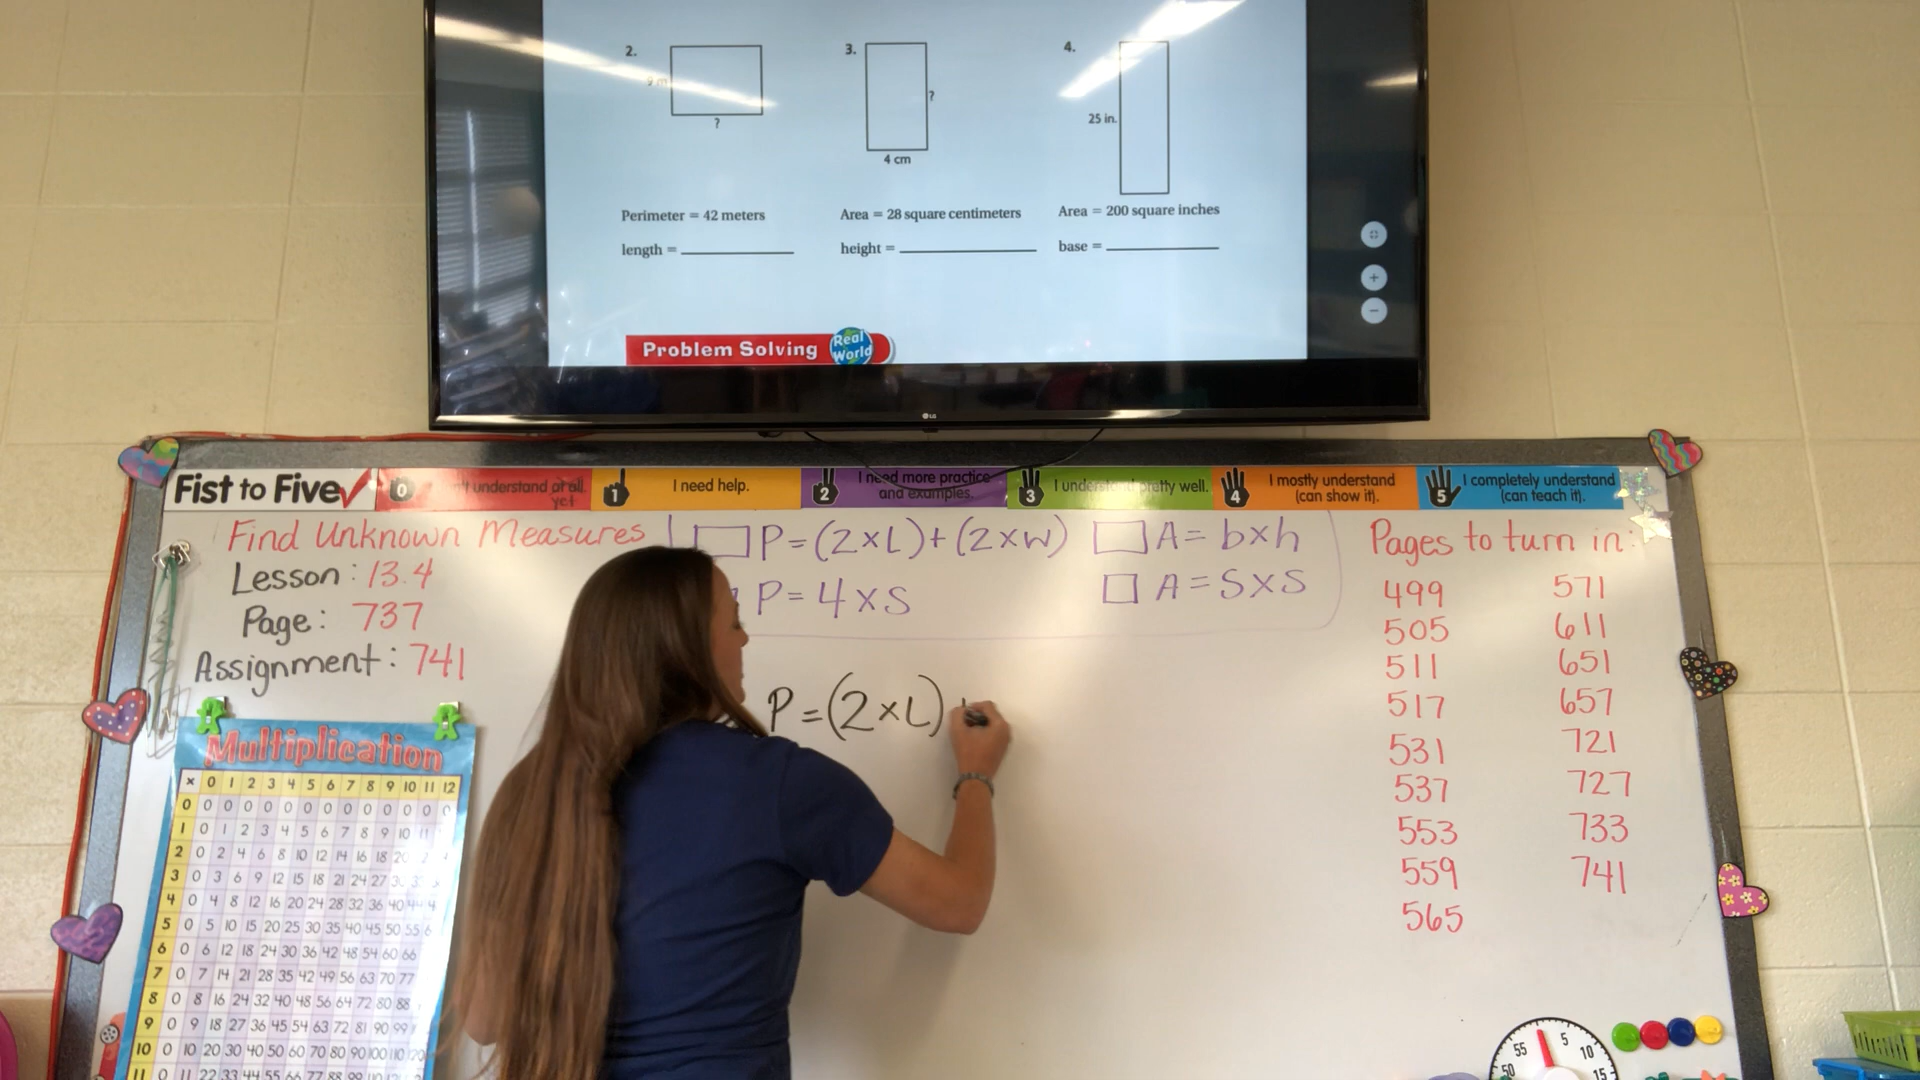 2.
9 m
?
Perimeter = 42 meters
length =
3.
?
4 cm
Area = 28 square centimeters
height =
4.
25 in.
Area = 200 square inches
base =
Problem Solving Real World
LG
Fist to Five
0 understand at all, yet.
1 I need help.
2 I need more practice and examples.
3 I understand pretty well.
4 I mostly understand (can show it).
5 I completely understand (can teach it).
Find Unknown Measures
Lesson: 13.4
Page: 737
Assignment: 741
P=(2×L)+(2×W)
P=4×S
A=b×h
A=S×S
P=(2×L)
Pages to turn in:
499 571
505 611
511 651
517 657
531 721
537 727
553 733
559 741
565
Multiplication
× 0 1 2 3 4 5 6 7 8 9 10 11 12
0 0 0 0 0 0 0 0 0 0 0 0 0 0
1 0 1 2 3 4 5 6 7 8 9 10 11
2 0 2 4 6 8 10 12 14 16 18 20
3 0 3 6 9 12 15 18 21 24 27
4 0 4 8 12 16 20 24 28 32 36 40 44
5 0 5 10 15 20 25 30 35 40 45 50 55
6 0 6 12 18 24 30 36 42 48 54 60 66
7 0 7 14 21 28 35 42 49 56 63 70 77
8 0 8 16 24 32 40 48 56 64 72 80 88
9 0 9 18 27 36 45 54 63 72 81 90 99
10 0 10 20 30 40 50 60 70 80 90 100 110 120
11 0 11 22 33 44 55 66 77 88 99
55 5 10
50 15